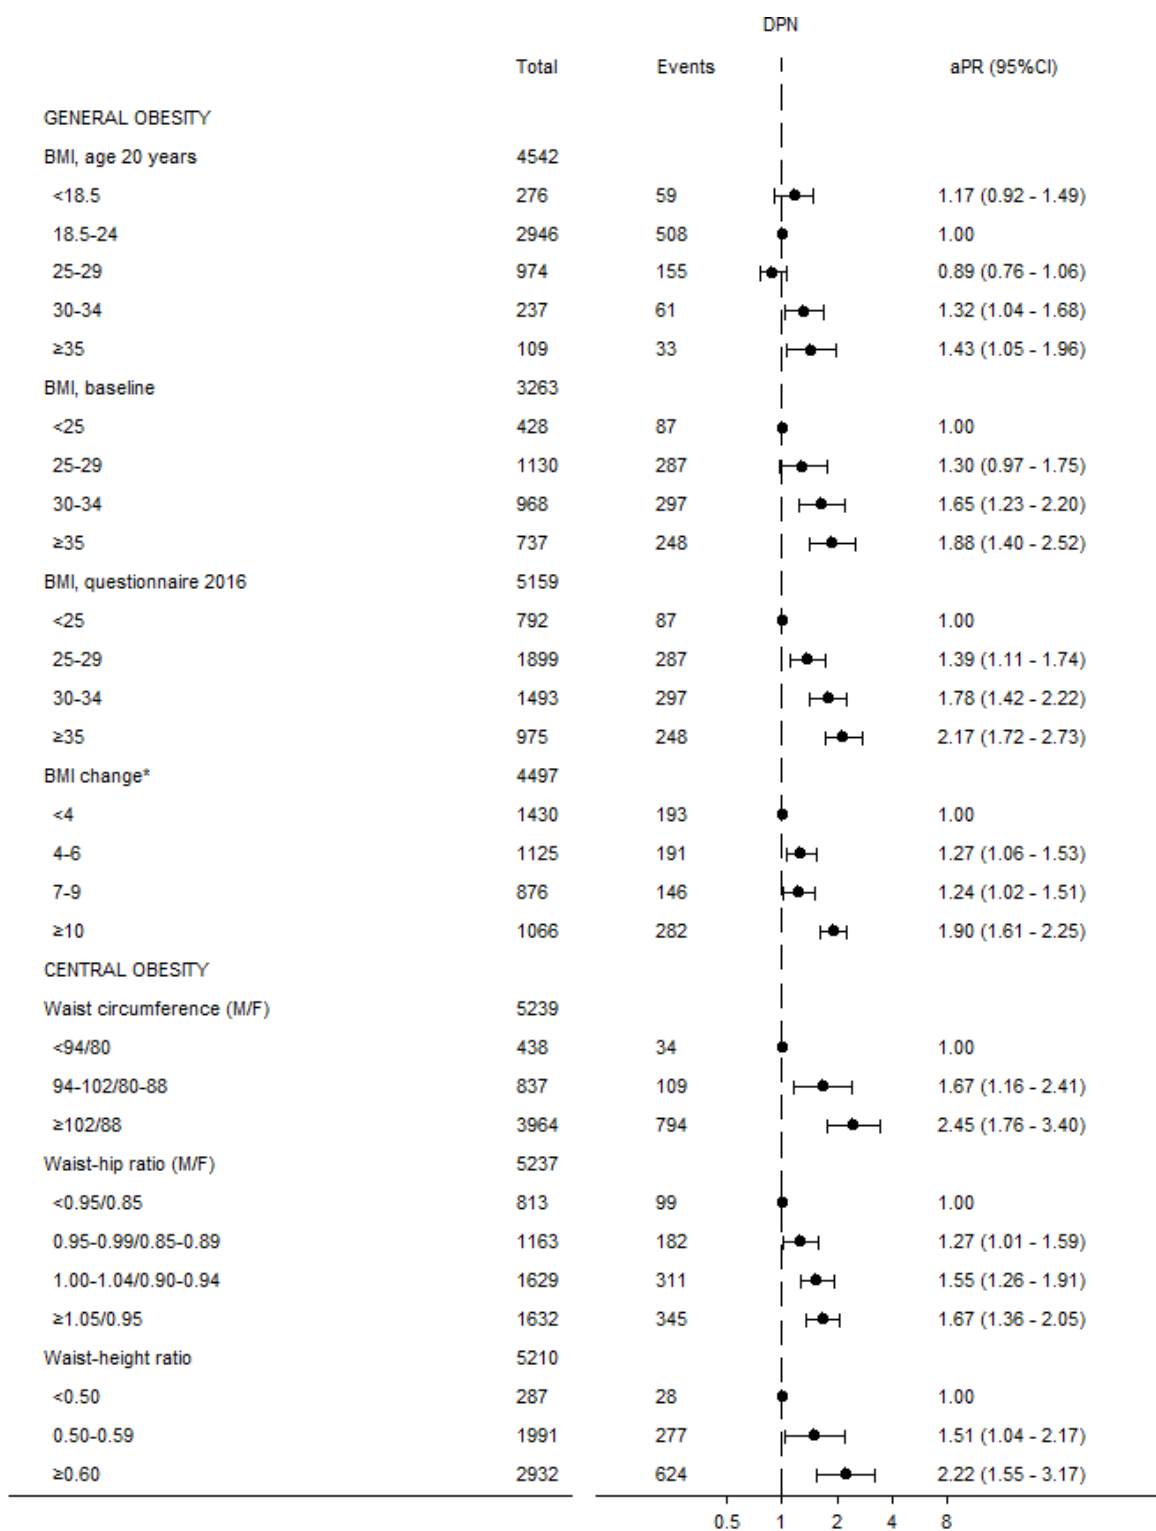 DPN
Total Events aPR (95%CI)
GENERAL OBESITY
BMI, age 20 years 4542
<18.5 276 59 1.17 (0.92 - 1.49)
18.5-24 2946 508 1.00
25-29 974 155 0.89 (0.76 - 1.06)
30-34 237 61 1.32 (1.04 - 1.68)
≥35 109 33 1.43 (1.05 - 1.96)
BMI, baseline 3263
<25 428 87 1.00
25-29 1130 287 1.30 (0.97 - 1.75)
30-34 968 297 1.65 (1.23 - 2.20)
≥35 737 248 1.88 (1.40 - 2.52)
BMI, questionnaire 2016 5159
<25 792 87 1.00
25-29 1899 287 1.39 (1.11 - 1.74)
30-34 1493 297 1.78 (1.42 - 2.22)
≥35 975 248 2.17 (1.72 - 2.73)
BMI change* 4497
<4 1430 193 1.00
4-6 1125 191 1.27 (1.06 - 1.53)
7-9 876 146 1.24 (1.02 - 1.51)
≥10 1066 282 1.90 (1.61 - 2.25)
CENTRAL OBESITY
Waist circumference (M/F) 5239
<94/80 438 34 1.00
94-102/80-88 837 109 1.67 (1.16 - 2.41)
≥102/88 3964 794 2.45 (1.76 - 3.40)
Waist-hip ratio (M/F) 5237
<0.95/0.85 813 99 1.00
0.95-0.99/0.85-0.89 1163 182 1.27 (1.01 - 1.59)
1.00-1.04/0.90-0.94 1629 311 1.55 (1.26 - 1.91)
≥1.05/0.95 1632 345 1.67 (1.36 - 2.05)
Waist-height ratio 5210
<0.50 287 28 1.00
0.50-0.59 1991 277 1.51 (1.04 - 2.17)
≥0.60 2932 624 2.22 (1.55 - 3.17)
0.5 1 2 4 8